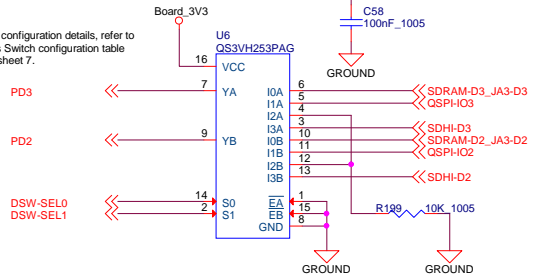 Board_3V3
C58
100nF_1005
GROUND
configuration details, refer to
s Switch configuration table
sheet 7.
U6
QS3VH253PAG
16 VCC
PD3 7 YA I0A 6 SDRAM-D3_JA3-D3
I1A 5 QSPI-IO3
I2A 4
I3A 3 SDHI-D3
PD2 9 YB I0B 10 SDRAM-D2_JA3-D2
I1B 11 QSPI-IO2
I2B 12
I3B 13 SDHI-D2
DSW-SEL0 14 S0 EA 1
DSW-SEL1 2 S1 EB 15
GND 8
R199 10K_1005
GROUND GROUND